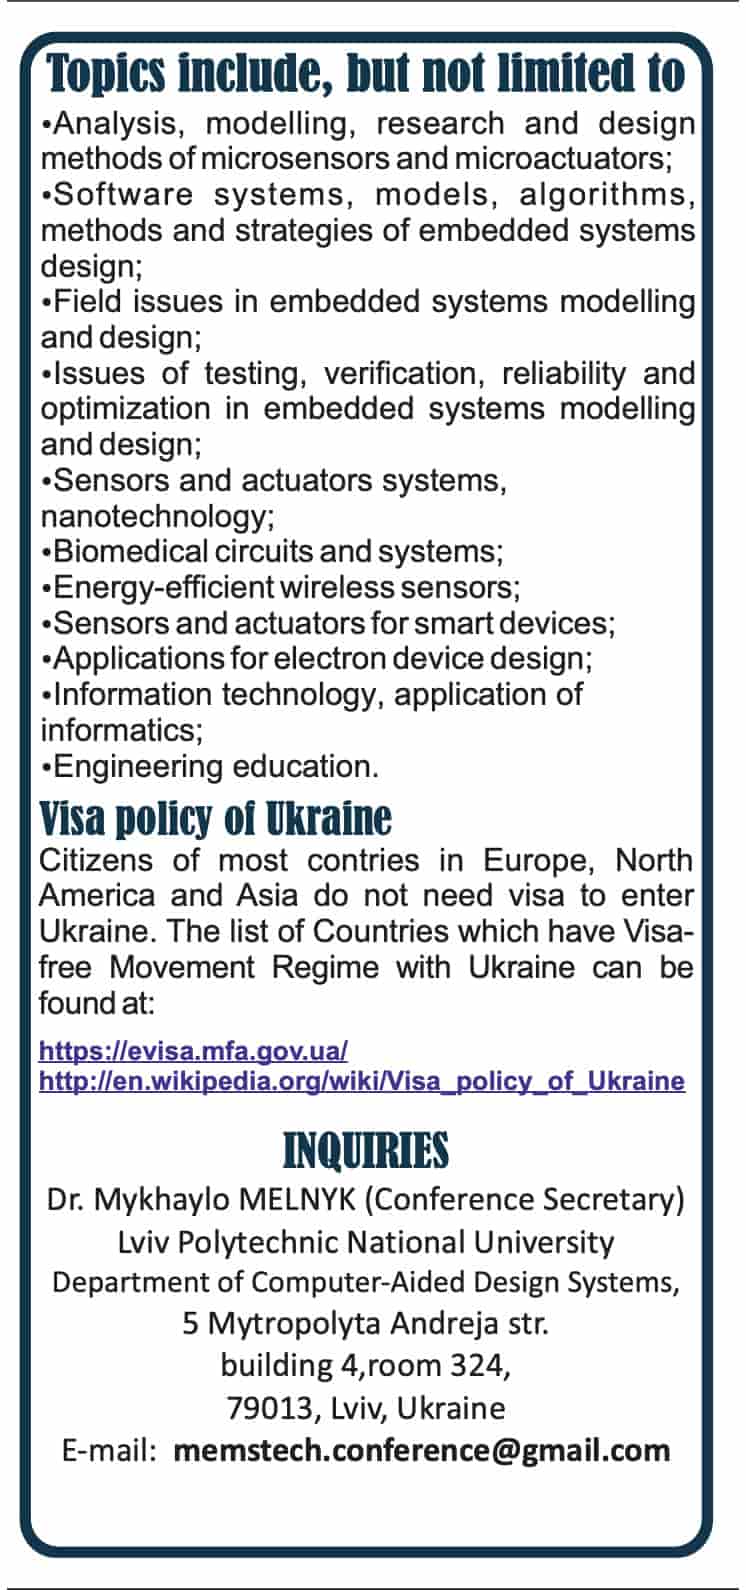 Topics include, but not limited to
•Analysis, modelling, research and design
methods of microsensors and microactuators;
•Software systems, models, algorithms,
methods and strategies of embedded systems
design;
•Field issues in embedded systems modelling
and design;
•Issues of testing, verification, reliability and
optimization in embedded systems modelling
and design;
•Sensors and actuators systems,
nanotechnology;
•Biomedical circuits and systems;
•Energy-efficient wireless sensors;
•Sensors and actuators for smart devices;
•Applications for electron device design;
•Information technology, application of
informatics;
•Engineering education.
Visa policy of Ukraine
Citizens of most contries in Europe, North
America and Asia do not need visa to enter
Ukraine. The list of Countries which have Visa-
free Movement Regime with Ukraine can be
found at:
https://evisa.mfa.gov.ua/
http://en.wikipedia.org/wiki/Visa_policy_of_Ukraine
INQUIRIES
Dr. Mykhaylo MELNYK (Conference Secretary)
Lviv Polytechnic National University
Department of Computer-Aided Design Systems,
5 Mytropolyta Andreja str.
building 4,room 324,
79013, Lviv, Ukraine
E-mail: memstech.conference@gmail.com